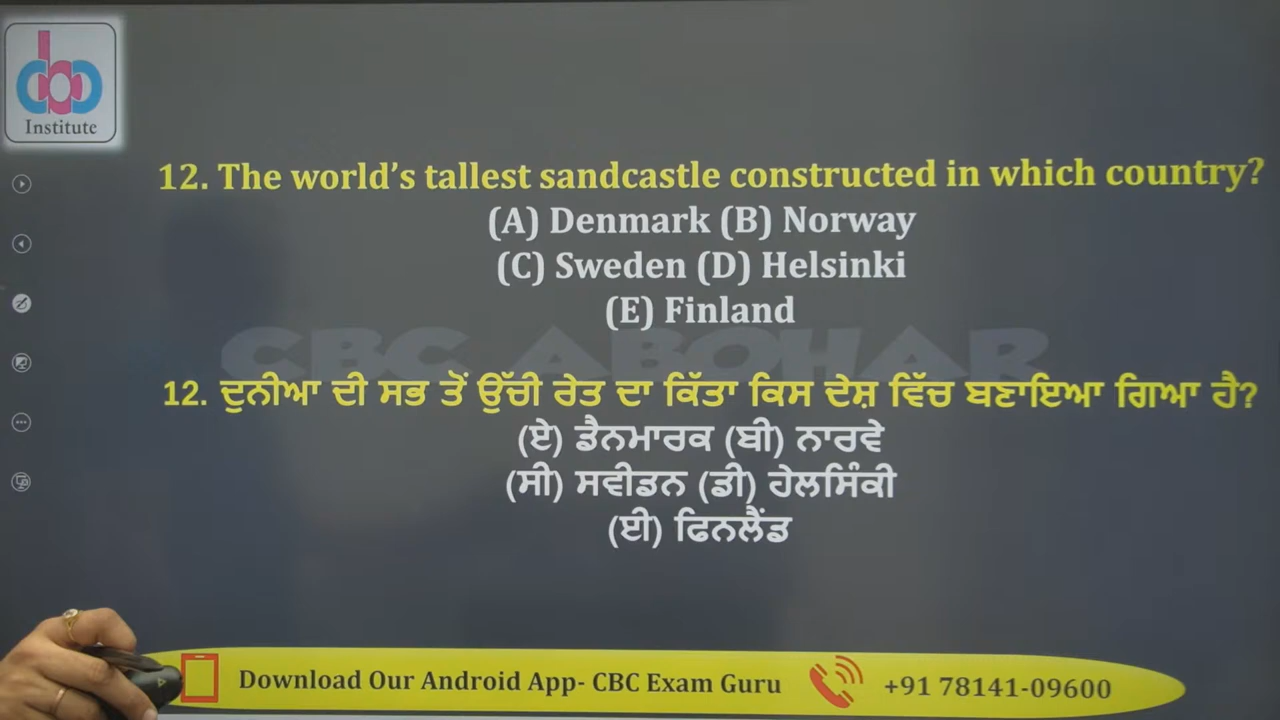 Institute
12. The world's tallest sandcastle constructed in which country?
(A) Denmark (B) Norway
(C) Sweden (D) Helsinki
(E) Finland
CBC ABOHAR
12. ਦੁਨੀਆ ਦੀ ਸਭ ਤੋਂ ਉੱਚੀ ਰੇਤ ਦਾ ਕਿੱਤਾ ਕਿਸ ਦੇਸ਼ ਵਿੱਚ ਬਣਾਇਆ ਗਿਆ ਹੈ?
(ਏ) ਡੈਨਮਾਰਕ (ਬੀ) ਨਾਰਵੇ
(ਸੀ) ਸਵੀਡਨ (ਡੀ) ਹੇਲਸਿੰਕੀ
(ਈ) ਫਿਨਲੈਂਡ
Download Our Android App- CBC Exam Guru
+91 78141-09600